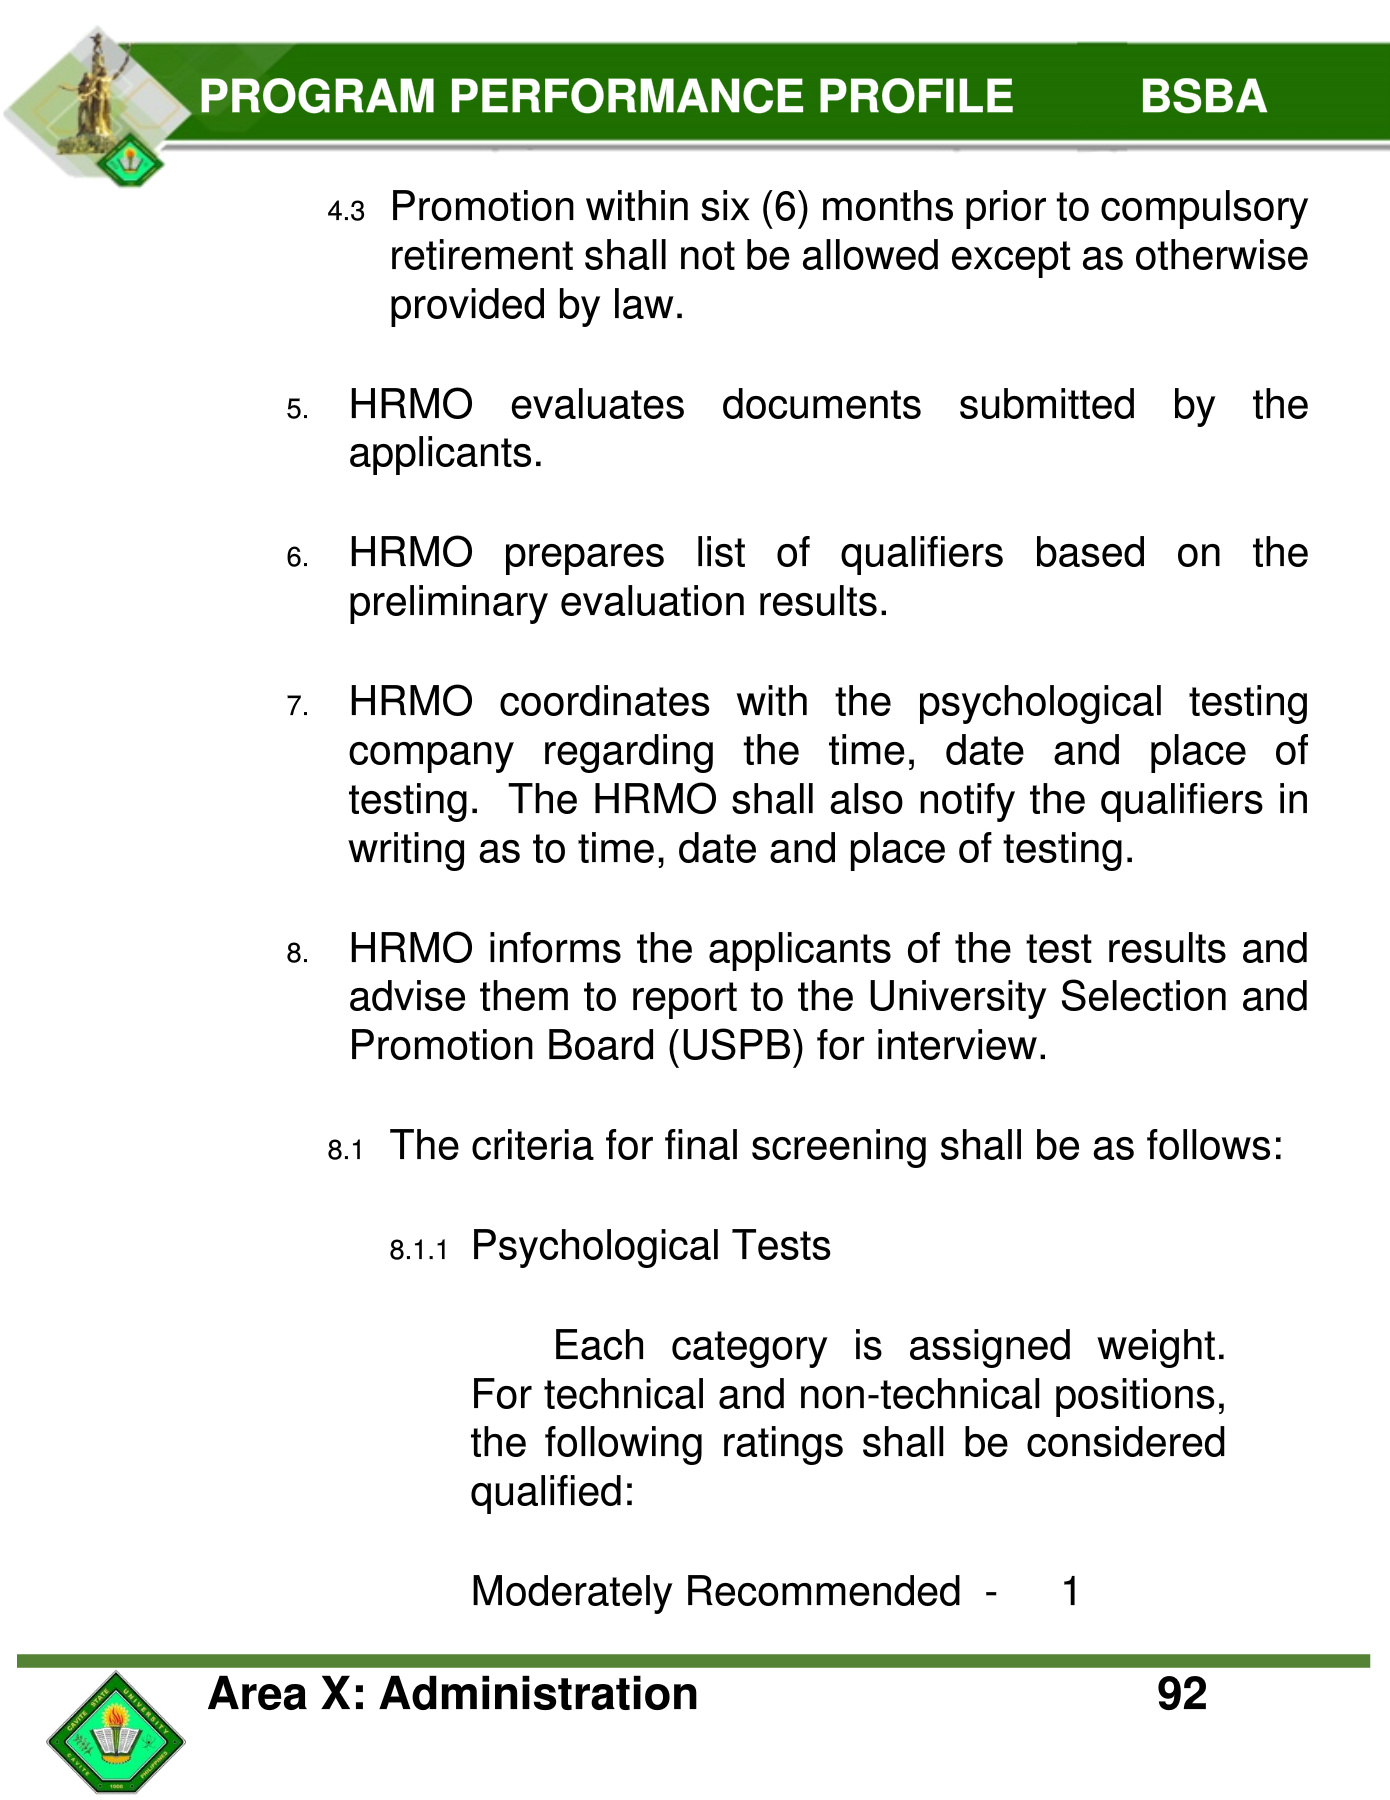 PROGRAM PERFORMANCE PROFILE BSBA
4.3 Promotion within six (6) months prior to compulsory
retirement shall not be allowed except as otherwise
provided by law.
5. HRMO evaluates documents submitted by the
applicants.
6. HRMO prepares list of qualifiers based on the
preliminary evaluation results.
7. HRMO coordinates with the psychological testing
company regarding the time, date and place of
testing. The HRMO shall also notify the qualifiers in
writing as to time, date and place of testing.
8. HRMO informs the applicants of the test results and
advise them to report to the University Selection and
Promotion Board (USPB) for interview.
8.1 The criteria for final screening shall be as follows:
8.1.1 Psychological Tests
Each category is assigned weight.
For technical and non-technical positions,
the following ratings shall be considered
qualified:
Moderately Recommended - 1
Area X: Administration 92
CAVITE STATE UNIVERSITY
CAVITE PHILIPPINES
1906